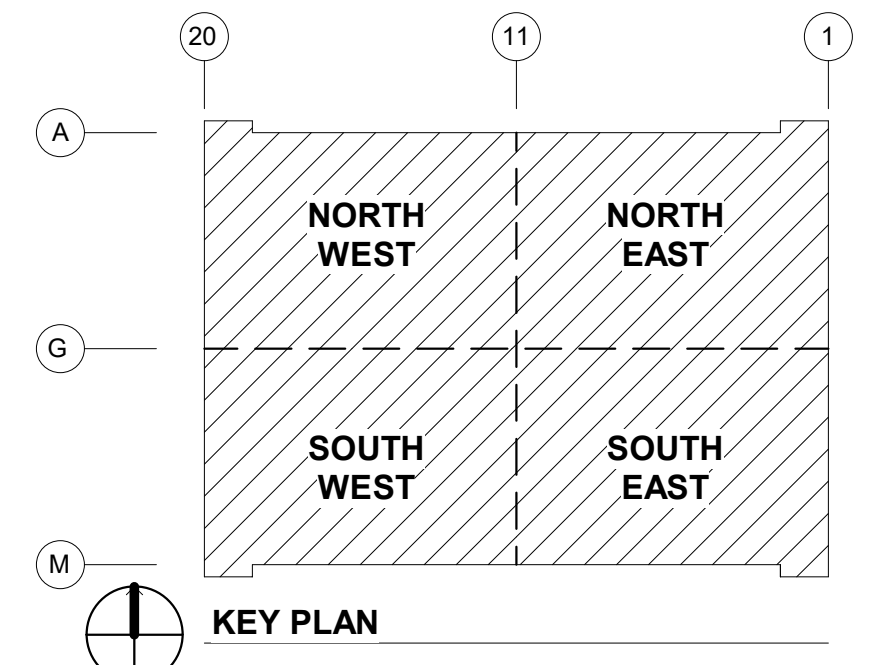 20
11
1
A
NORTH
WEST
NORTH
EAST
G
SOUTH
WEST
SOUTH
EAST
M
KEY PLAN